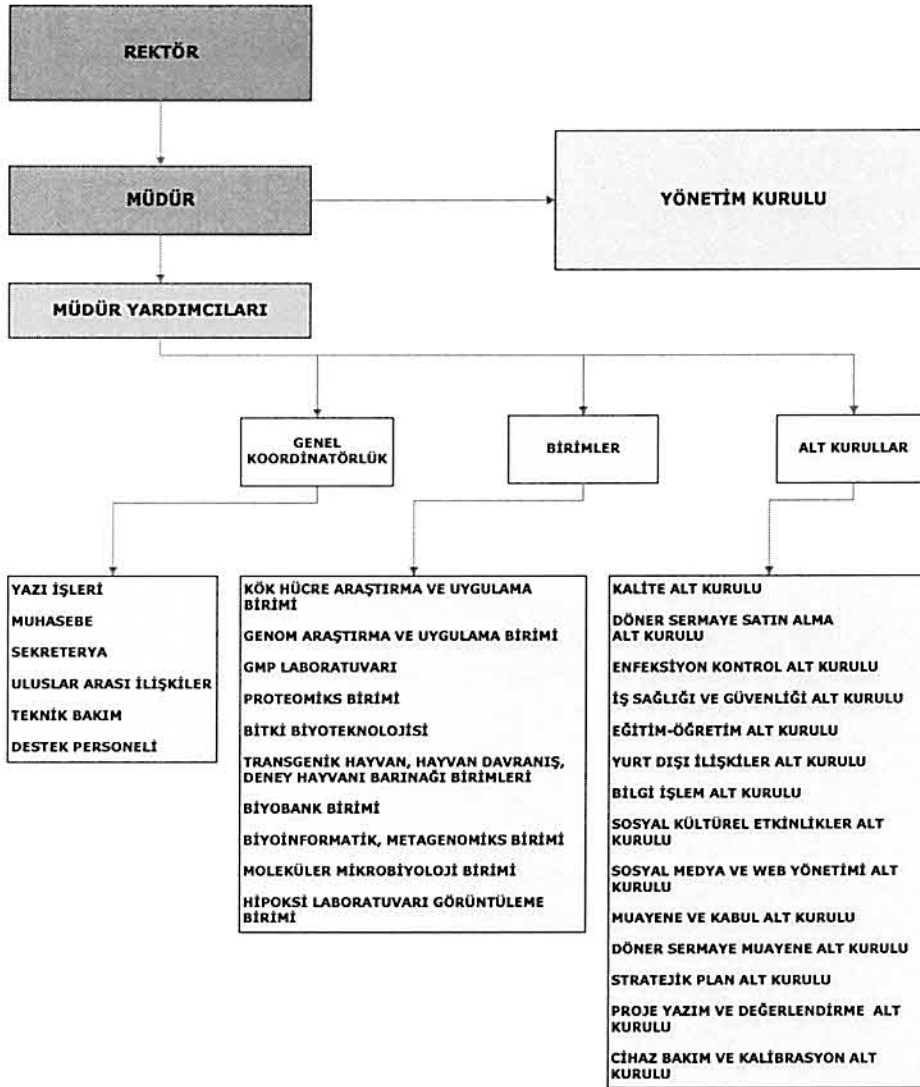 REKTÖR
MÜDÜR
YÖNETİM KURULU
MÜDÜR YARDIMCILARI
GENEL
KOORDİNATÖRLÜK
BİRİMLER
ALT KURULLAR
YAZI İŞLERİ
MUHASEBE
SEKRETERYA
ULUSLAR ARASI İLİŞKİLER
TEKNİK BAKIM
DESTEK PERSONELİ
KÖK HÜCRE ARAŞTIRMA VE UYGULAMA
BİRİMİ
GENOM ARAŞTIRMA VE UYGULAMA BİRİMİ
GMP LABORATUVARI
PROTEOMİKS BİRİMİ
BİTKİ BİYOTEKNOLOJİSİ
TRANSGENİK HAYVAN, HAYVAN DAVRANIŞ,
DENEY HAYVANI BARINAĞI BİRİMLERİ
BİYOBANK BİRİMİ
BİYOİNFORMATİK, METAGENOMİKS BİRİMİ
MOLEKÜLER MİKROBİYOLOJİ BİRİMİ
HİPOKSİ LABORATUVARI GÖRÜNTÜLEME
BİRİMİ
KALİTE ALT KURULU
DÖNER SERMAYE SATIN ALMA
ALT KURULU
ENFEKSİYON KONTROL ALT KURULU
İŞ SAĞLIĞI VE GÜVENLİĞİ ALT KURULU
EĞİTİM-ÖĞRETİM ALT KURULU
YURT DIŞI İLİŞKİLER ALT KURULU
BİLGİ İŞLEM ALT KURULU
SOSYAL KÜLTÜREL ETKİNLİKLER ALT
KURULU
SOSYAL MEDYA VE WEB YÖNETİMİ ALT
KURULU
MUAYENE VE KABUL ALT KURULU
DÖNER SERMAYE MUAYENE ALT KURULU
STRATEJİK PLAN ALT KURULU
PROJE YAZIM VE DEĞERLENDİRME ALT
KURULU
CİHAZ BAKIM VE KALİBRASYON ALT
KURULU